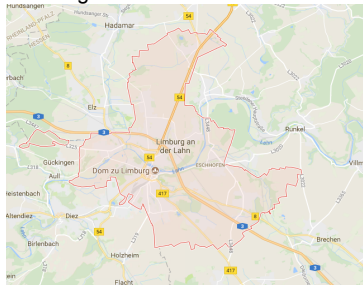 Hundsangen
Hadamar
54
8
3
Elz
54
Runkel
Limburg an
der Lahn
Gückingen
54
ESCHHOFEN
Aull
Dom zu Limburg
417
Altendiez
Diez
8
54
3
Birlenbach
Brechen
Holzheim
417
Flacht